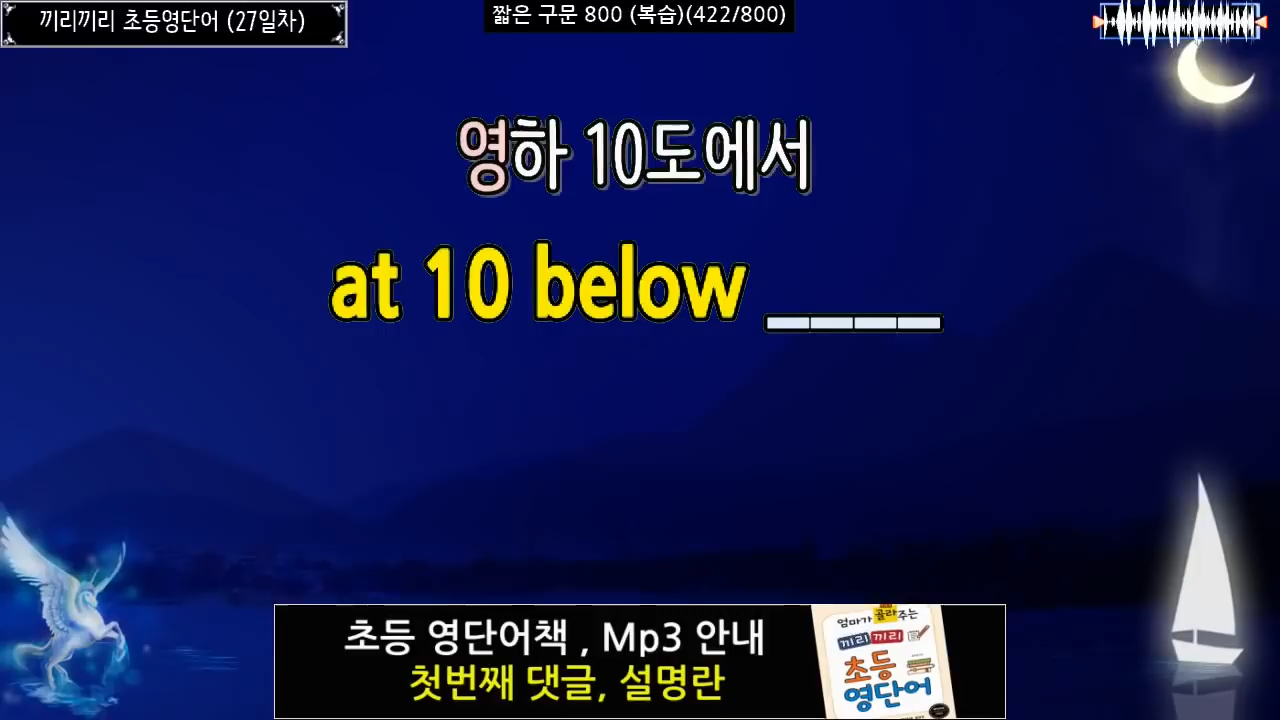 끼리끼리 초등영단어 (27일차)
짧은 구문 800 (복습)(422/800)
영하 10도에서
at 10 below ____
초등 영단어책 , Mp3 안내
첫번째 댓글, 설명란
엄마가 골라주는
끼리끼리
초등
영단어